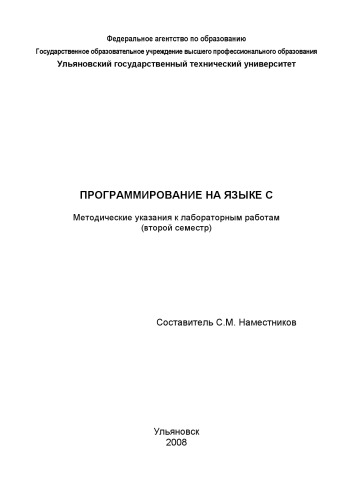 Федеральное агентство по образованию
Государственное образовательное учреждение высшего профессионального образования
Ульяновский государственный технический университет
ПРОГРАММИРОВАНИЕ НА ЯЗЫКЕ С
Методические указания к лабораторным работам
(второй семестр)
Составитель С.М. Наместников
Ульяновск
2008